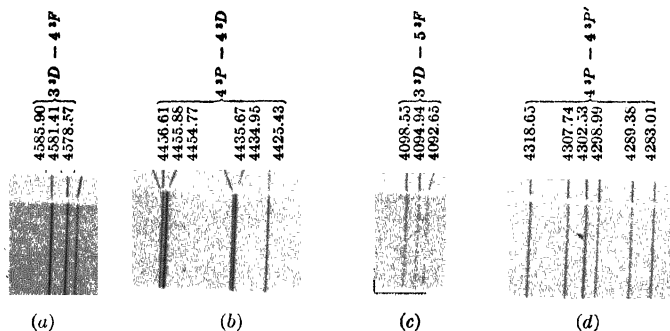 3 ³D − 4 ³F
4585.90
4581.41
4578.57
(a)
4 ³P − 4 ³D
4456.61
4455.88
4454.77
4435.67
4434.95
4425.43
(b)
3 ³D − 5 ³F
4098.55
4094.94
4092.65
(c)
4 ³P − 4 ³P'
4318.65
4307.74
4302.53
4298.99
4289.38
4283.01
(d)